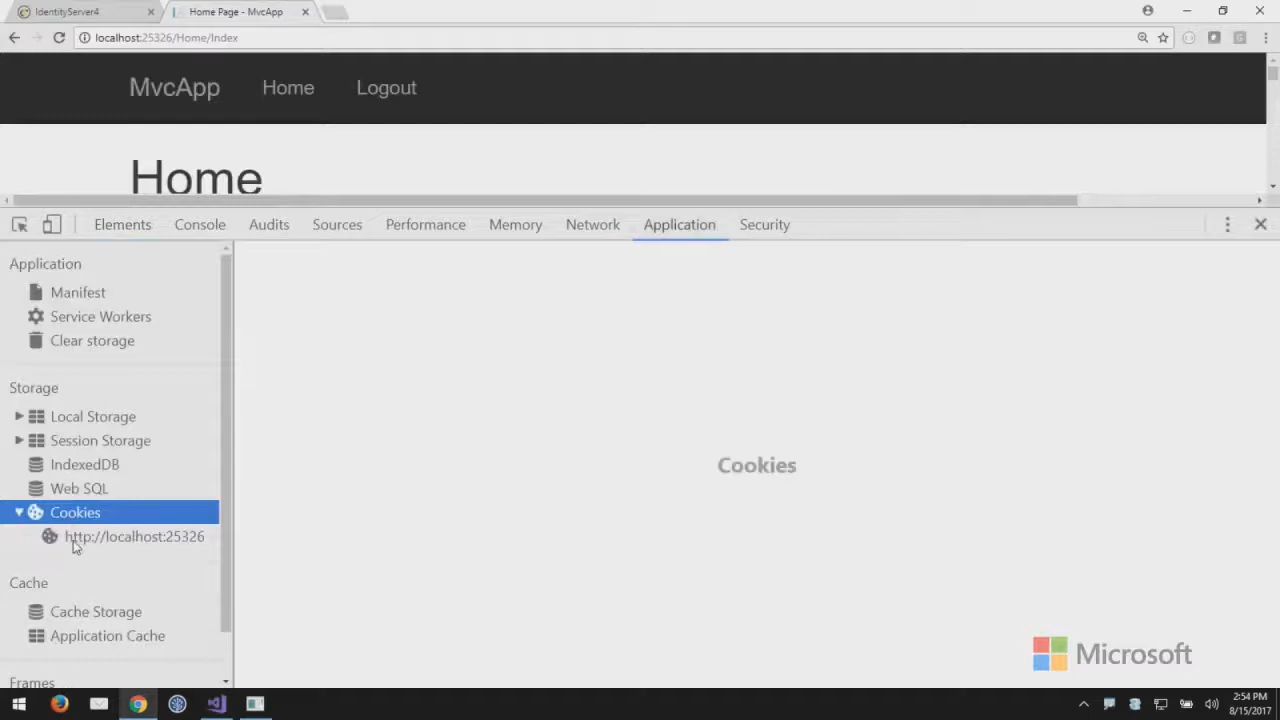 IdentityServer4
Home Page - MvcApp
localhost:25326/Home/Index
MvcApp Home Logout
Home
Elements Console Audits Sources Performance Memory Network Application Security
Application
Manifest
Service Workers
Clear storage
Storage
Local Storage
Session Storage
IndexedDB
Web SQL
Cookies
http://localhost:25326
Cache
Cache Storage
Application Cache
Frames
Cookies
Microsoft
2:54 PM
8/15/2017